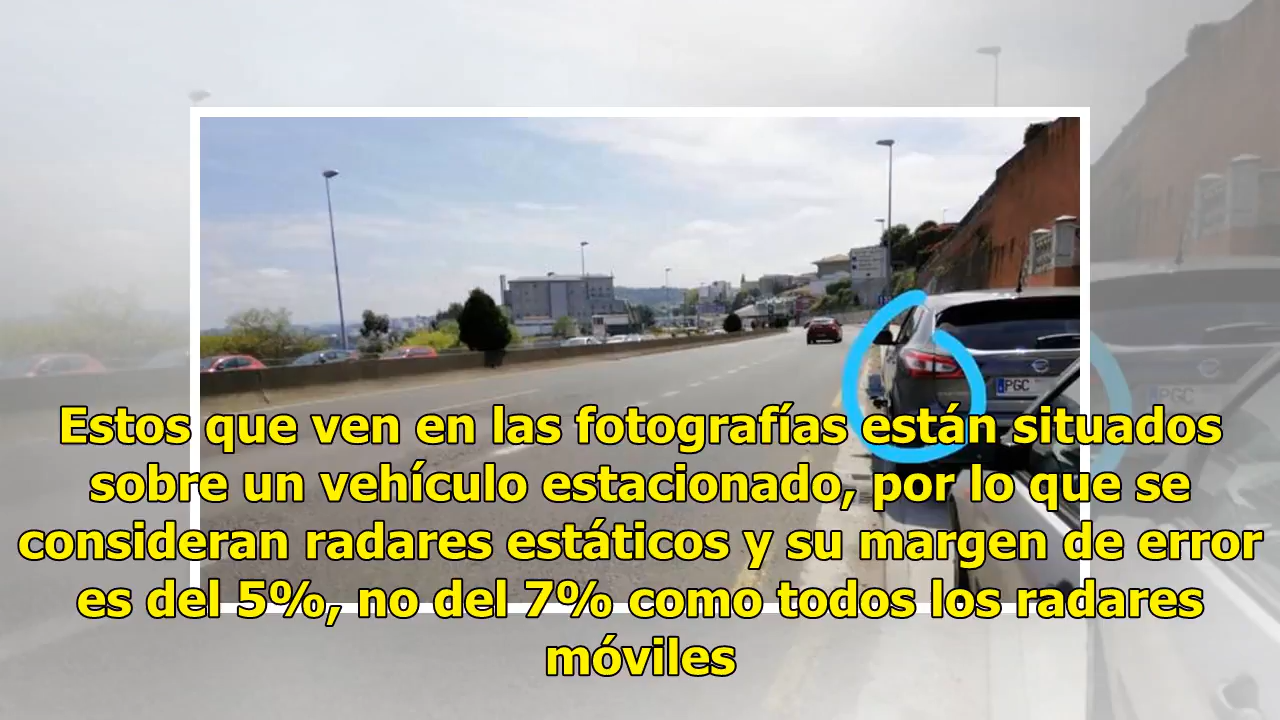 PGC
Estos que ven en las fotografías están situados
sobre un vehículo estacionado, por lo que se
consideran radares estáticos y su margen de error
es del 5%, no del 7% como todos los radares
móviles